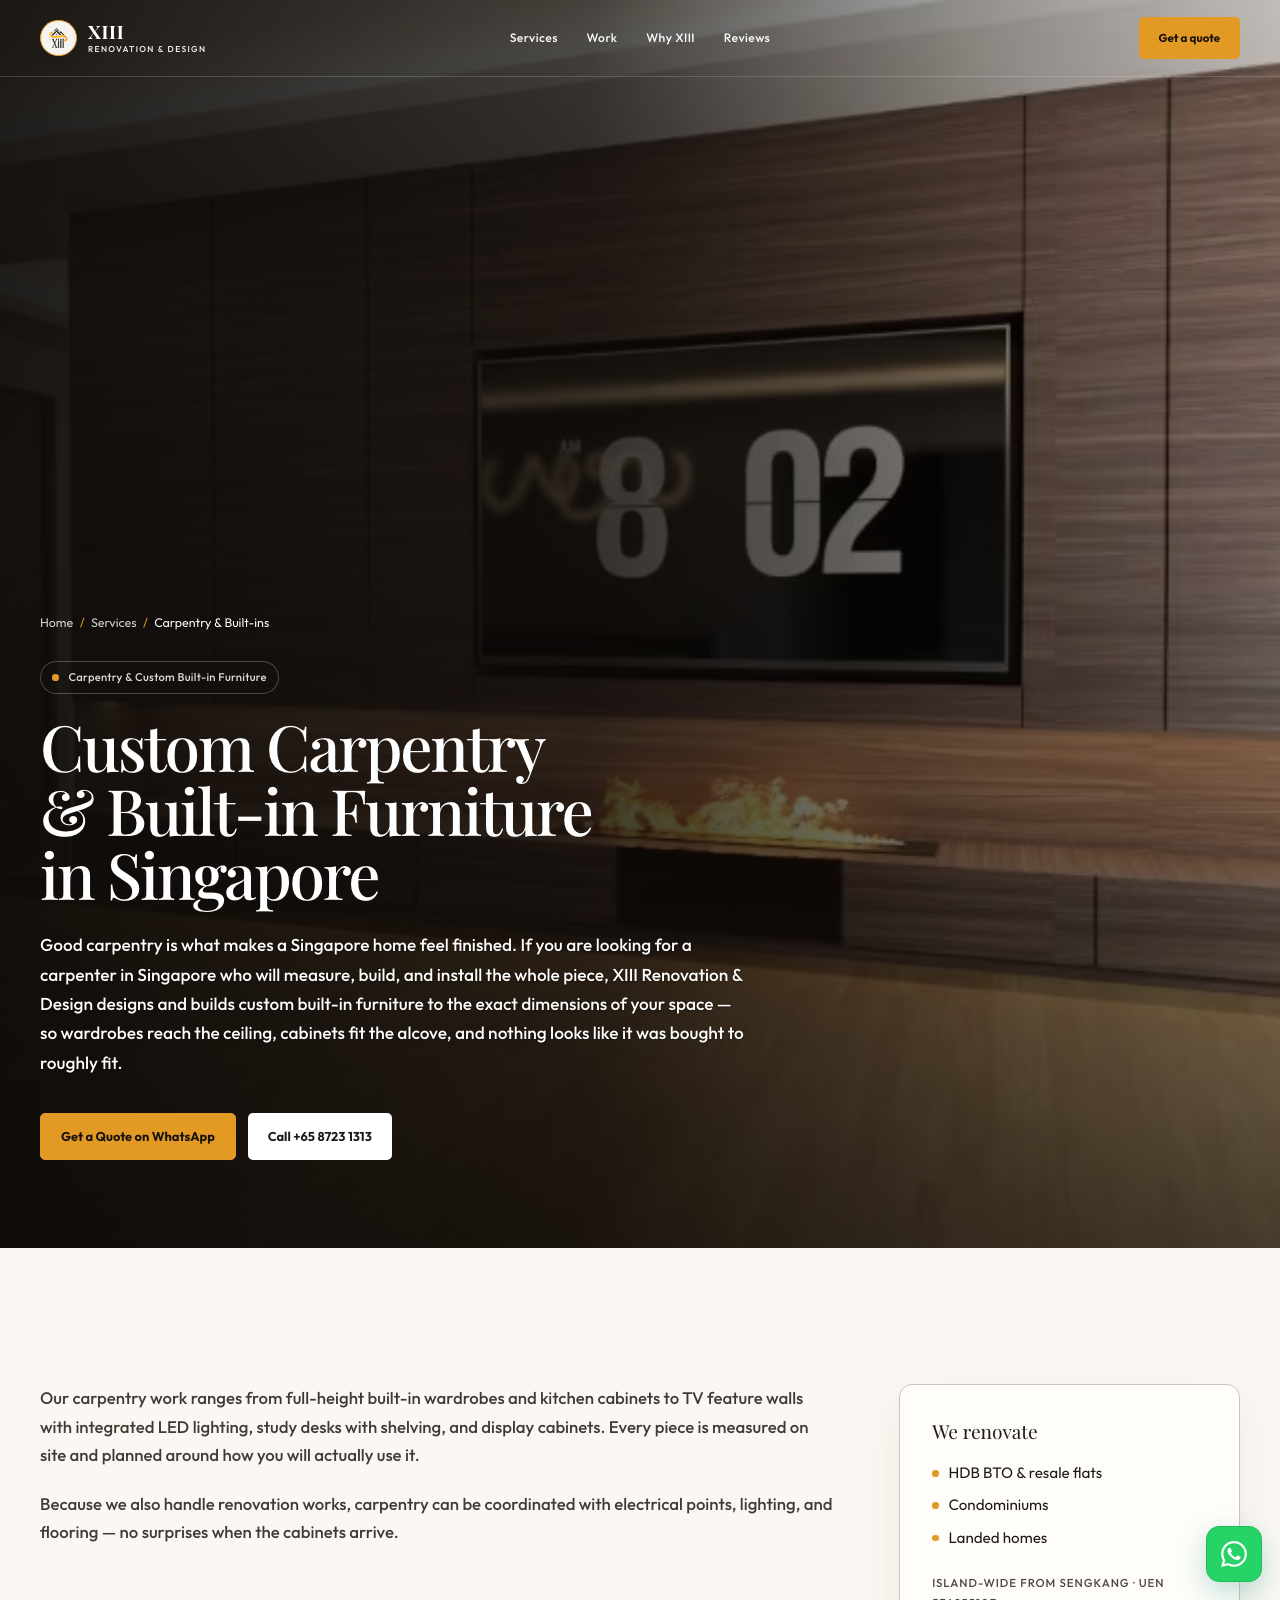 XIII
XIII
RENOVATION & DESIGN
Services
Work
Why XIII
Reviews
Get a quote
AM
8 02
Home / Services / Carpentry & Built-ins
Carpentry & Custom Built-in Furniture
Custom Carpentry
& Built-in Furniture
in Singapore
Good carpentry is what makes a Singapore home feel finished. If you are looking for a
carpenter in Singapore who will measure, build, and install the whole piece, XIII Renovation &
Design designs and builds custom built-in furniture to the exact dimensions of your space —
so wardrobes reach the ceiling, cabinets fit the alcove, and nothing looks like it was bought to
roughly fit.
Get a Quote on WhatsApp
Call +65 8723 1313
Our carpentry work ranges from full-height built-in wardrobes and kitchen cabinets to TV feature walls
with integrated LED lighting, study desks with shelving, and display cabinets. Every piece is measured on
site and planned around how you will actually use it.
Because we also handle renovation works, carpentry can be coordinated with electrical points, lighting, and
flooring — no surprises when the cabinets arrive.
We renovate
HDB BTO & resale flats
Condominiums
Landed homes
ISLAND-WIDE FROM SENGKANG · UEN